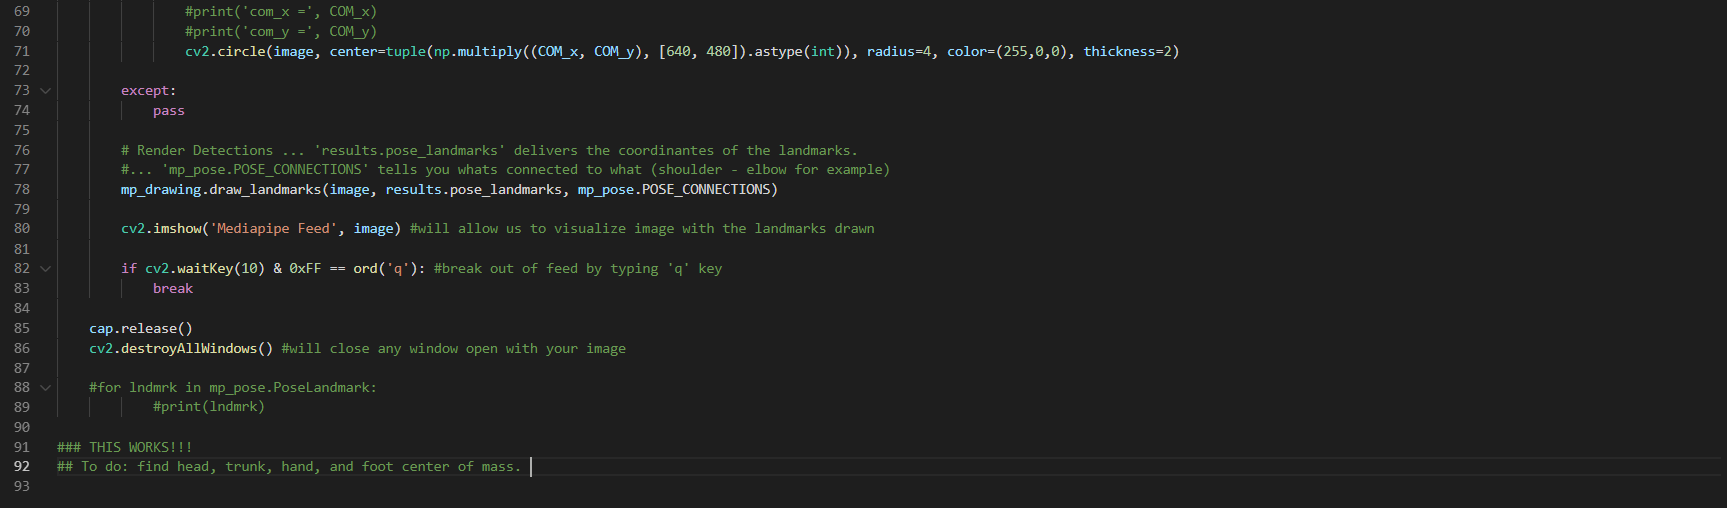 69 #print('com_x =', COM_x)
70 #print('com_y =', COM_y)
71 cv2.circle(image, center=tuple(np.multiply((COM_x, COM_y), [640, 480]).astype(int)), radius=4, color=(255,0,0), thickness=2)
72
73 except:
74 pass
75
76 # Render Detections ... 'results.pose_landmarks' delivers the coordinantes of the landmarks.
77 #... 'mp_pose.POSE_CONNECTIONS' tells you whats connected to what (shoulder - elbow for example)
78 mp_drawing.draw_landmarks(image, results.pose_landmarks, mp_pose.POSE_CONNECTIONS)
79
80 cv2.imshow('Mediapipe Feed', image) #will allow us to visualize image with the landmarks drawn
81
82 if cv2.waitKey(10) & 0xFF == ord('q'): #break out of feed by typing 'q' key
83 break
84
85 cap.release()
86 cv2.destroyAllWindows() #will close any window open with your image
87
88 #for lndmrk in mp_pose.PoseLandmark:
89 #print(lndmrk)
90
91 ### THIS WORKS!!!
92 ## To do: find head, trunk, hand, and foot center of mass.
93